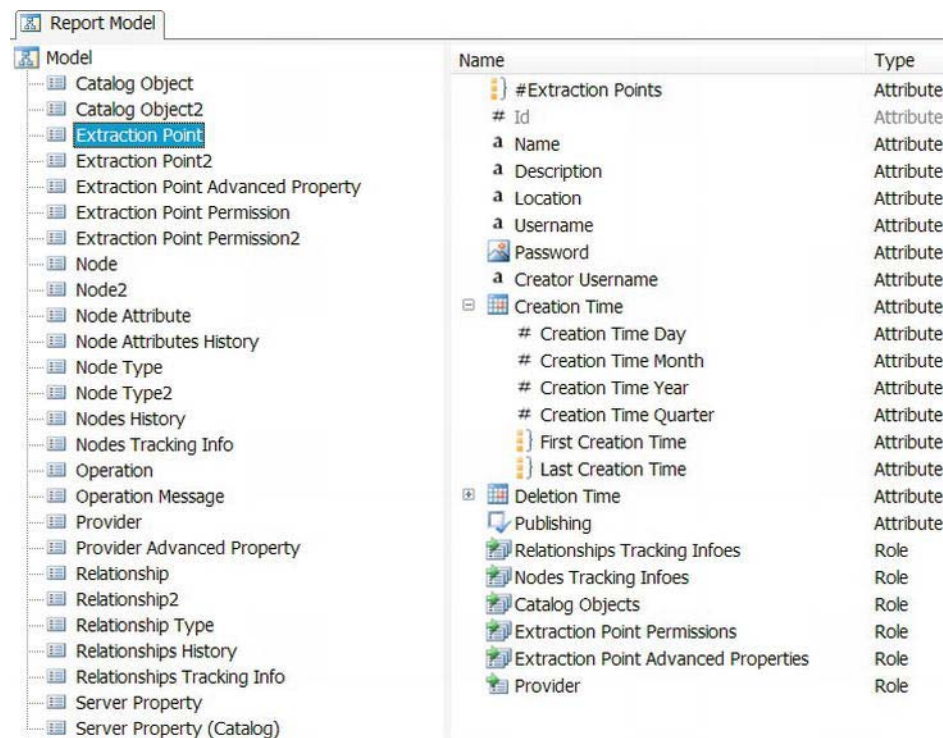 Report Model
Model
Catalog Object
Catalog Object2
Extraction Point
Extraction Point2
Extraction Point Advanced Property
Extraction Point Permission
Extraction Point Permission2
Node
Node2
Node Attribute
Node Attributes History
Node Type
Node Type2
Nodes History
Nodes Tracking Info
Operation
Operation Message
Provider
Provider Advanced Property
Relationship
Relationship2
Relationship Type
Relationships History
Relationships Tracking Info
Server Property
Server Property (Catalog)
Name Type
#Extraction Points Attribute
# Id Attribute
a Name Attribute
a Description Attribute
a Location Attribute
a Username Attribute
Password Attribute
a Creator Username Attribute
Creation Time Attribute
# Creation Time Day Attribute
# Creation Time Month Attribute
# Creation Time Year Attribute
# Creation Time Quarter Attribute
First Creation Time Attribute
Last Creation Time Attribute
Deletion Time Attribute
Publishing Attribute
Relationships Tracking Infoes Role
Nodes Tracking Infoes Role
Catalog Objects Role
Extraction Point Permissions Role
Extraction Point Advanced Properties Role
Provider Role